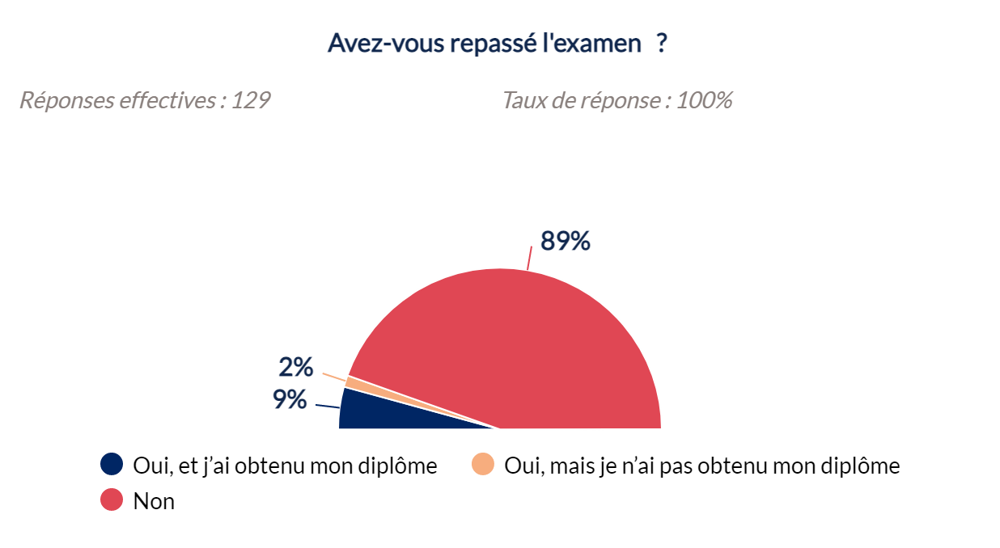 Avez-vous repassé l'examen ?
Réponses effectives : 129
Taux de réponse : 100%
89%
2%
9%
Oui, et j’ai obtenu mon diplôme
Oui, mais je n’ai pas obtenu mon diplôme
Non